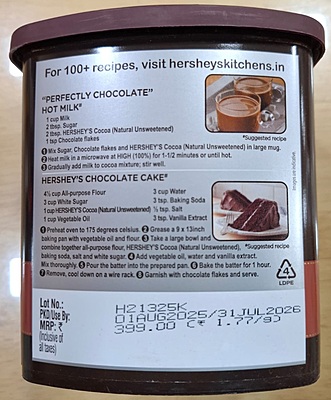 For 100+ recipes, visit hersheyskitchens.in
"PERFECTLY CHOCOLATE"
HOT MILK*
1 cup Milk
2 tbsp. Sugar
2 tbsp. HERSHEY'S Cocoa (Natural Unsweetened)
1 tsp Chocolate flakes
*Suggested recipe
1 Mix Sugar, Chocolate flakes and HERSHEY'S Cocoa (Natural Unsweetened) in large mug.
2 Heat milk in a microwave at HIGH (100%) for 1-1/2 minutes or until hot.
3 Gradually add milk to cocoa mixture; stir well.
HERSHEY'S CHOCOLATE CAKE*
4½ cup All-purpose Flour
3 cup White Sugar
1 cup HERSHEY'S Cocoa (Natural Unsweetened)
1 cup Vegetable Oil
3 cup Water
3 tsp. Baking Soda
½ tsp. Salt
3 tsp. Vanilla Extract
*Suggested recipe
1 Preheat oven to 175 degrees celsius. 2 Grease a 9 x 13inch
baking pan with vegetable oil and flour. 3 Take a large bowl and
combine together all-purpose flour, HERSHEY'S Cocoa (Natural Unsweetened),
baking soda, salt, sugar. 4 Add vegetable oil, water and vanilla extract.
Mix thoroughly. 5 Pour the batter into the prepared pan. 6 Bake the batter for 1 hour.
7 Remove, cool down on a wire rack. 8 Garnish with chocolate flakes and serve.
4
LDPE
Lot No.:
PKD/Use By:
MRP: ₹
(Inclusive of
all taxes)
H21325K
01AUG2025/31JUL2026
399.00 (₹ 1.77/g)